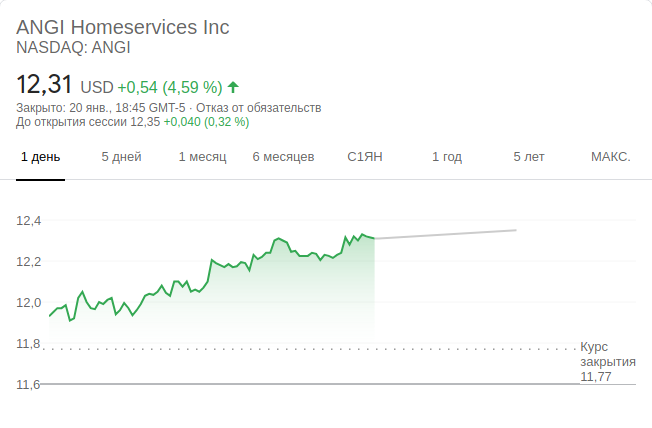 ANGI Homeservices Inc
NASDAQ: ANGI
12,31 USD +0,54 (4,59 %)
Закрыто: 20 янв., 18:45 GMT-5 · Отказ от обязательств
До открытия сессии 12,35 +0,040 (0,32 %)
1 день 5 дней 1 месяц 6 месяцев С1ЯН 1 год 5 лет МАКС.
12,4
12,2
12,0
11,8
Курс
закрытия
11,77
11,6